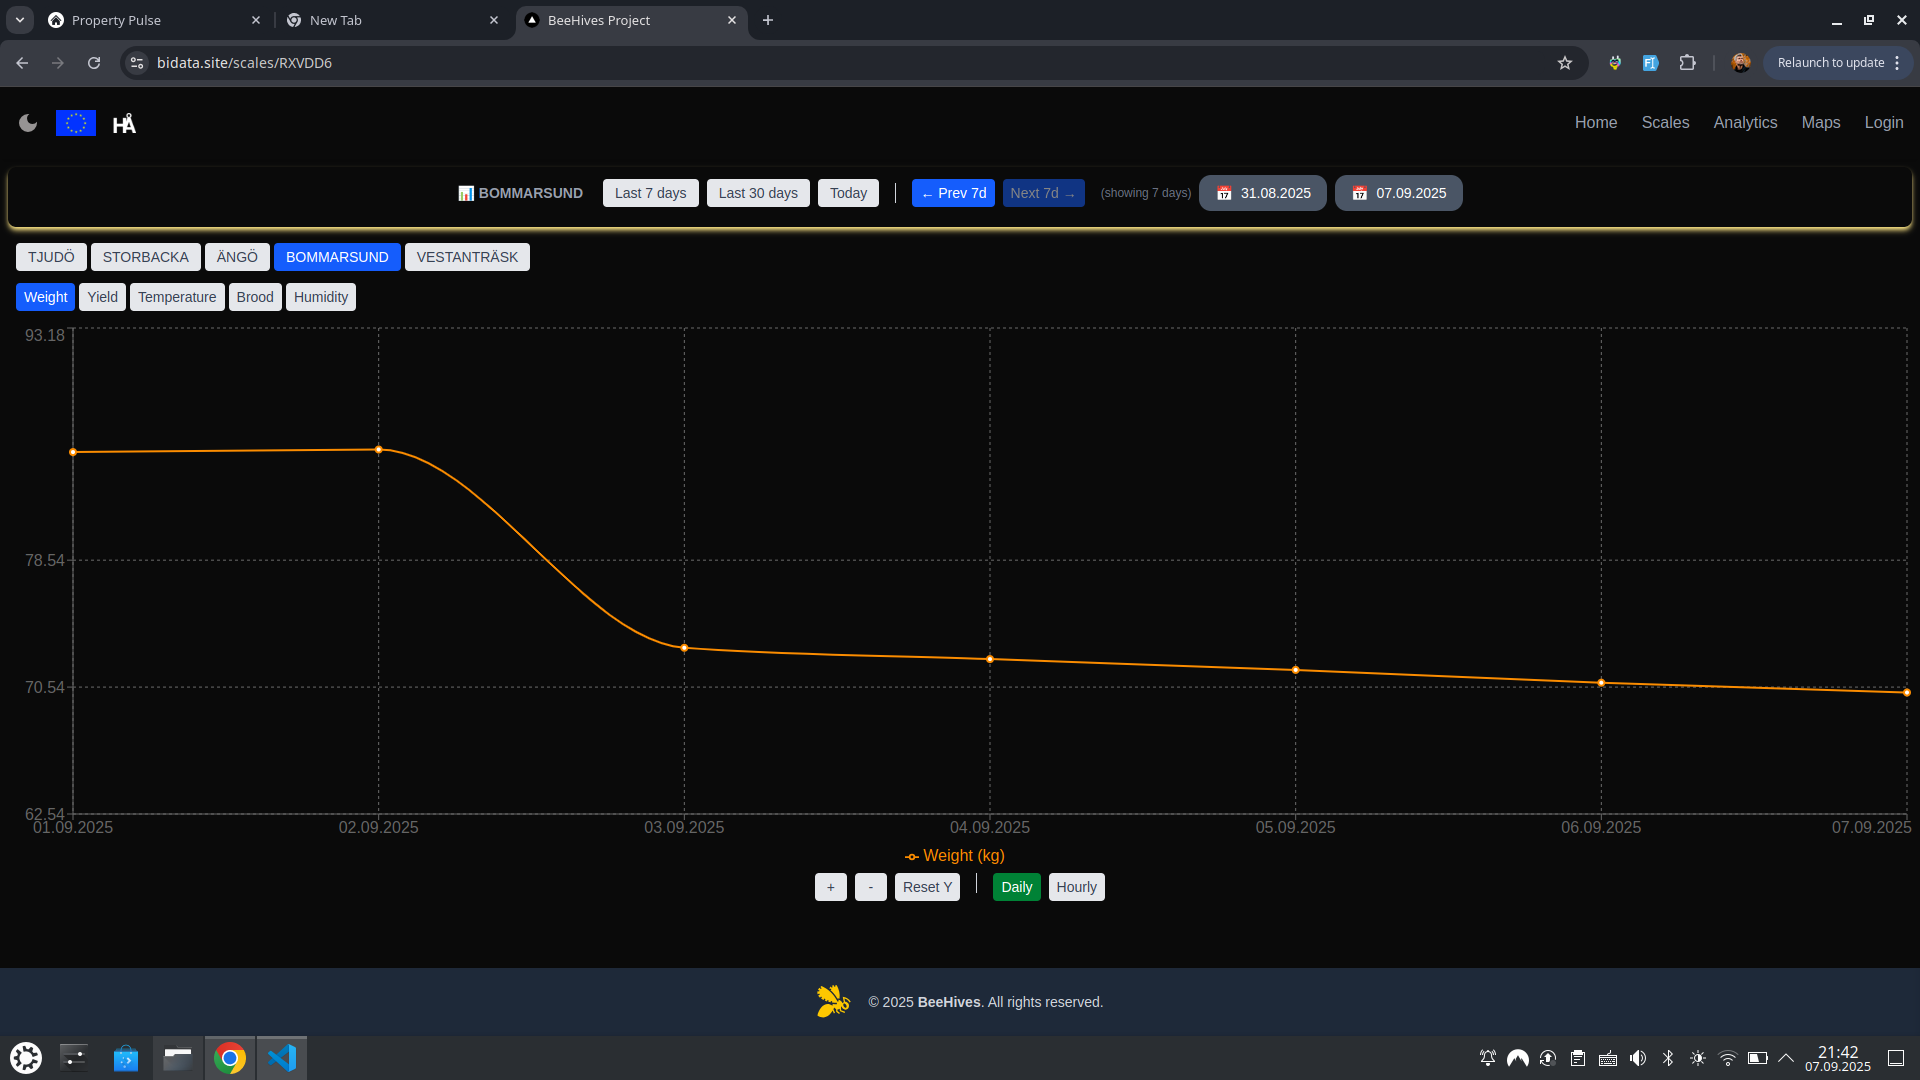 Property Pulse
New Tab
BeeHives Project
bidata.site/scales/RXVDD6
Relaunch to update
HÅ
Home
Scales
Analytics
Maps
Login
BOMMARSUND
Last 7 days
Last 30 days
Today
← Prev 7d
Next 7d →
(showing 7 days)
31.08.2025
07.09.2025
TJUDÖ
STORBACKA
ÄNGÖ
BOMMARSUND
VESTANTRÄSK
Weight
Yield
Temperature
Brood
Humidity
93.18
78.54
70.54
62.54
01.09.2025
02.09.2025
03.09.2025
04.09.2025
05.09.2025
06.09.2025
07.09.2025
Weight (kg)
+
-
Reset Y
Daily
Hourly
© 2025 BeeHives. All rights reserved.
21:42
07.09.2025